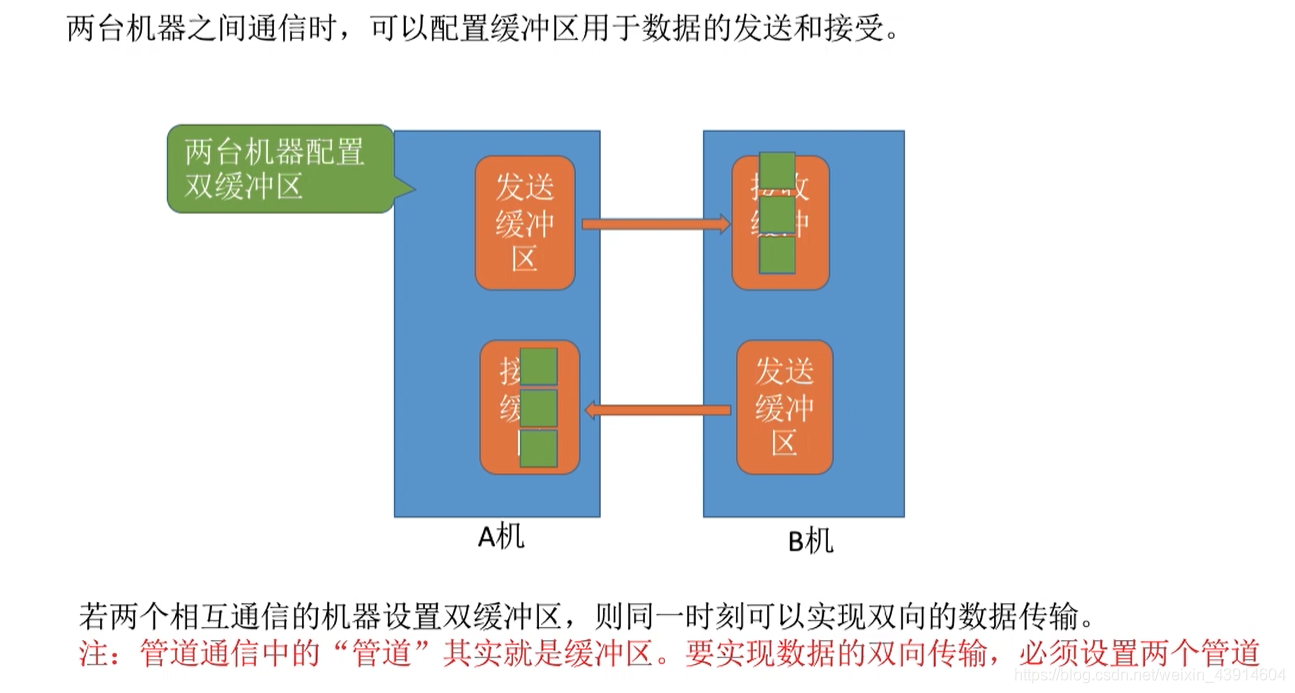 两台机器之间通信时，可以配置缓冲区用于数据的发送和接受。
两台机器配置
双缓冲区
发送
缓冲
区
收
冲
接
缓
发送
缓冲
区
A机
B机
若两个相互通信的机器设置双缓冲区，则同一时刻可以实现双向的数据传输。
注：管道通信中的“管道”其实就是缓冲区。要实现数据的双向传输，必须设置两个管道
https://blog.csdn.net/weixin_43914604